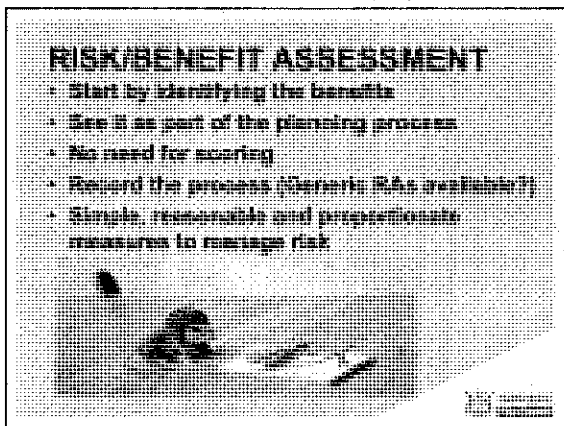 RISK/BENEFIT ASSESSMENT
• Start by identifying the benefits
• See it as part of the planning process
• No need for scoring
• Record the process (Generic RAs available?)
• Simple, reasonable and proportionate
measures to manage risk